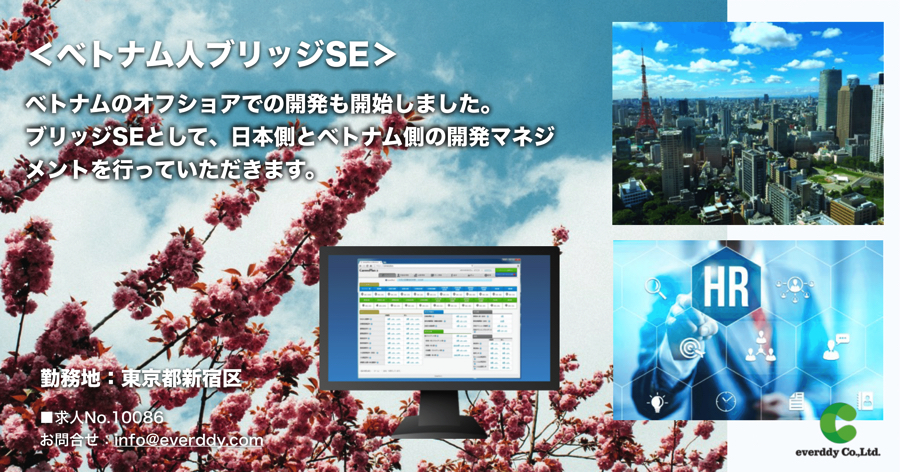 ＜ベトナム人ブリッジSE＞
ベトナムのオフショアでの開発も開始しました。
ブリッジSEとして、日本側とベトナム側の開発マネジ
メントを行っていただきます。
HR
勤務地：東京都新宿区
■求人No.10086
お問合せ：info@everddy.com
everddy Co.,Ltd.